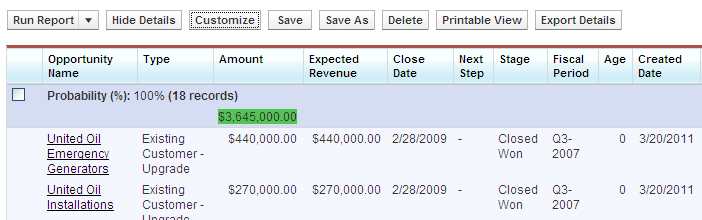 Run Report Hide Details Customize Save Save As Delete Printable View Export Details
Opportunity Type Amount Expected Close Next Stage Fiscal Age Created
Name Revenue Date Step Period Date
Probability (%): 100% (18 records)
$3,645,000.00
United Oil Existing $440,000.00 $440,000.00 2/28/2009 - Closed Q3- 0 3/20/2011
Emergency Customer - Won 2007
Generators Upgrade
United Oil Existing $270,000.00 $270,000.00 2/28/2009 - Closed Q3- 0 3/20/2011
Installations Customer - Won 2007
Upgrade